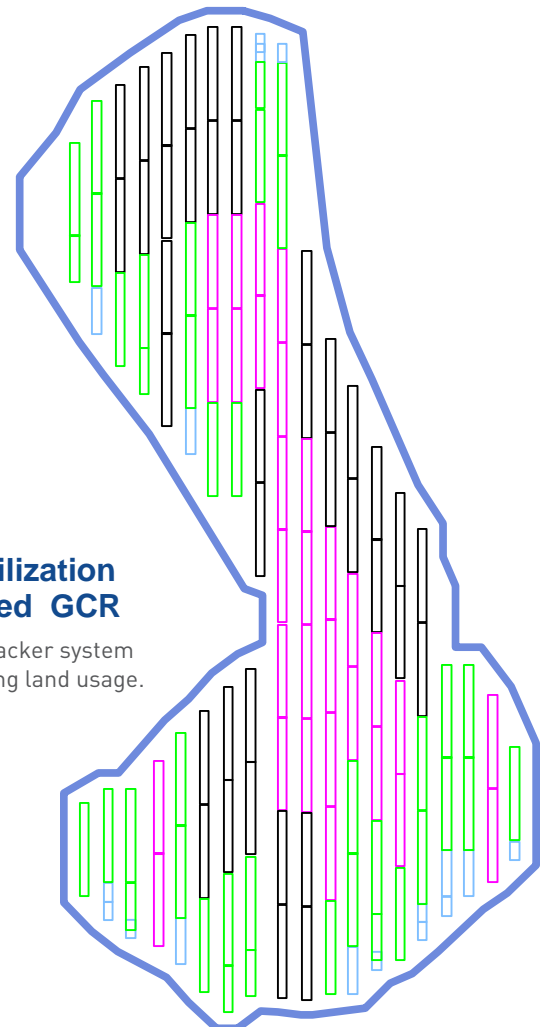 ilization
ed GCR
acker system
ng land usage.